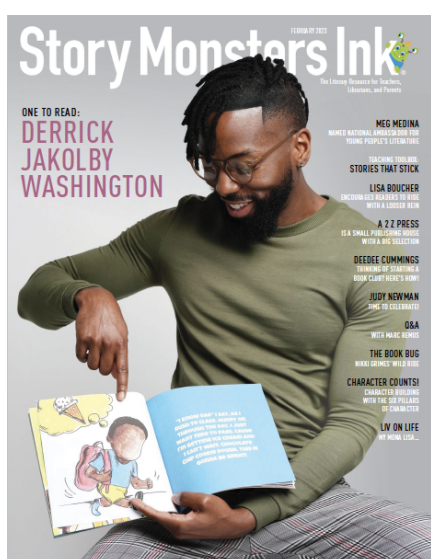 FEBRUARY 2023
Story Monsters Ink
The Literary Resource for Teachers,
Librarians, and Parents
ONE TO READ:
DERRICK
JAKOLBY
WASHINGTON
MEG MEDINA
NAMED NATIONAL AMBASSADOR FOR
YOUNG PEOPLE'S LITERATURE
TEACHING TOOLBOX:
STORIES THAT STICK
LISA BOUCHER
ENCOURAGES READERS TO RIDE
WITH A LOOSER REIN
A 2 Z PRESS
IS A SMALL PUBLISHING HOUSE
WITH A BIG SELECTION
DEEDEE CUMMINGS
THINKING OF STARTING A
BOOK CLUB? HERE'S HOW!
JUDY NEWMAN
TIME TO CELEBRATE!
Q&A
WITH MARC REMUS
THE BOOK BUG
NIKKI GRIMES' WILD RIDE
CHARACTER COUNTS!
CHARACTER BUILDING
WITH THE SIX PILLARS
OF CHARACTER
LIV ON LIFE
MY MONA LISA...
"I KNOW DAD" I SAY, AS I